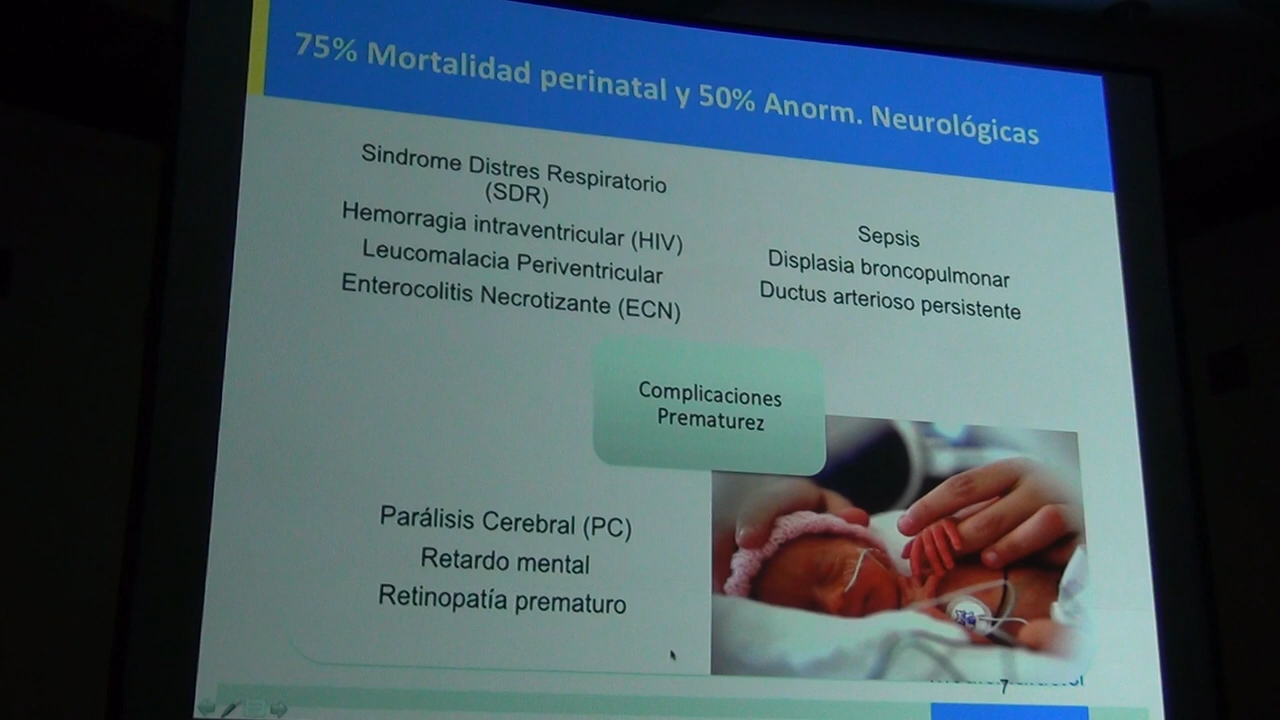 75% Mortalidad perinatal y 50% Anorm. Neurológicas
Sindrome Distres Respiratorio
(SDR)
Hemorragia intraventricular (HIV)
Leucomalacia Periventricular
Enterocolitis Necrotizante (ECN)
Sepsis
Displasia broncopulmonar
Ductus arterioso persistente
Complicaciones
Prematurez
Parálisis Cerebral (PC)
Retardo mental
Retinopatía prematuro
7